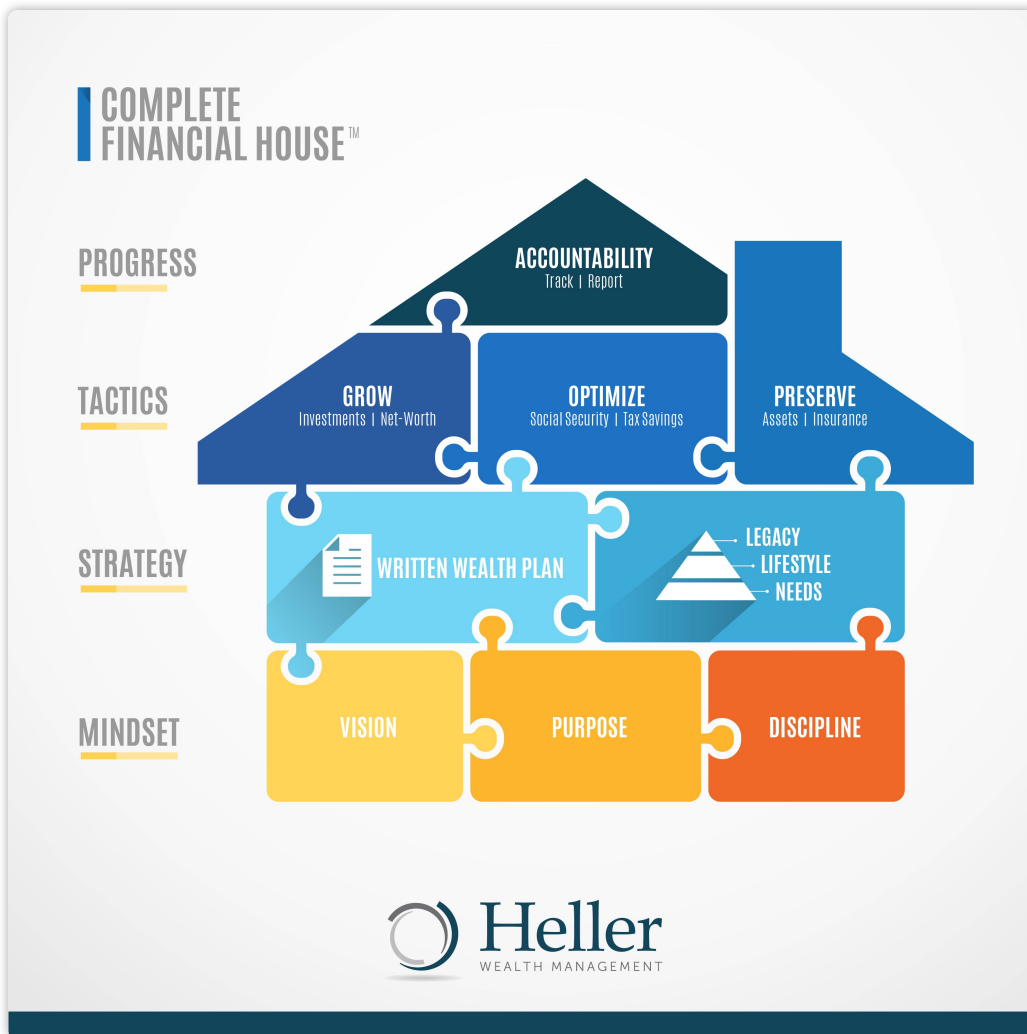 COMPLETE
FINANCIAL HOUSE™
PROGRESS
ACCOUNTABILITY
Track | Report
TACTICS
GROW
Investments | Net-Worth
OPTIMIZE
Social Security | Tax Savings
PRESERVE
Assets | Insurance
STRATEGY
WRITTEN WEALTH PLAN
LEGACY
LIFESTYLE
NEEDS
MINDSET
VISION
PURPOSE
DISCIPLINE
Heller
WEALTH MANAGEMENT